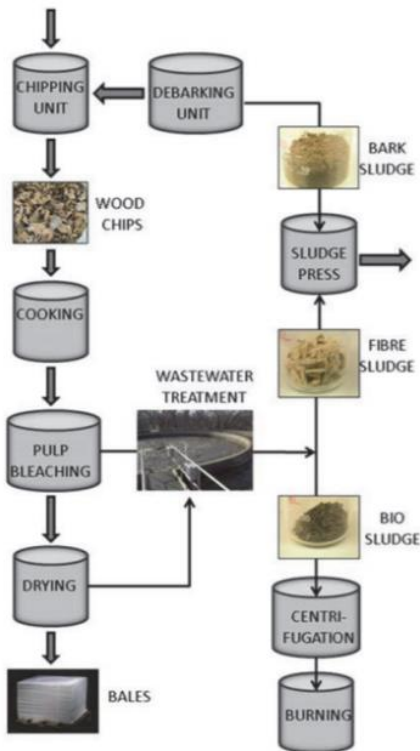 CHIPPING
UNIT
DEBARKING
UNIT
BARK
SLUDGE
WOOD
CHIPS
SLUDGE
PRESS
COOKING
FIBRE
SLUDGE
WASTEWATER
TREATMENT
PULP
BLEACHING
BIO
SLUDGE
DRYING
CENTRI-
FUGATION
BALES
BURNING